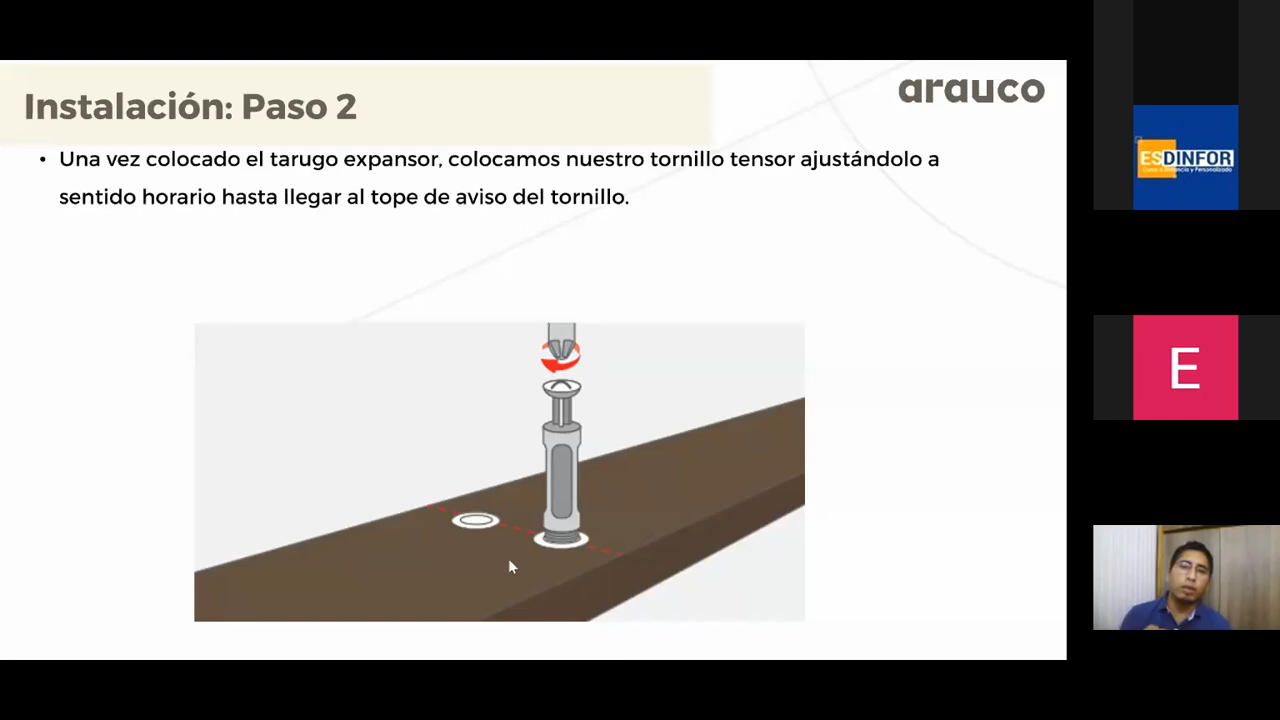 Instalación: Paso 2
arauco
• Una vez colocado el tarugo expansor, colocamos nuestro tornillo tensor ajustándolo a
sentido horario hasta llegar al tope de aviso del tornillo.
ESDINFOR
E